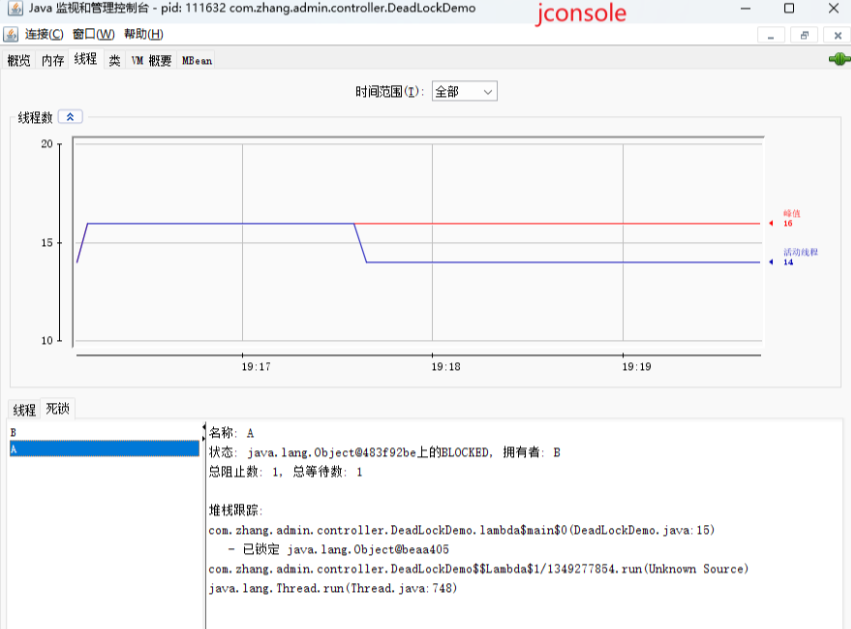 Java 监视和管理控制台 - pid: 111632 com.zhang.admin.controller.DeadLockDemo
jconsole
连接(C) 窗口(W) 帮助(H)
概览 内存 线程 类 VM 概要 MBean
时间范围(I): 全部
线程数
20
15
10
峰值
16
活动线程
14
19:17 19:18 19:19
线程 死锁
B
A
名称: A
状态: java.lang.Object@483f92be上的BLOCKED, 拥有者: B
总阻止数: 1, 总等待数: 1
堆栈跟踪:
com.zhang.admin.controller.DeadLockDemo.lambda$main$0(DeadLockDemo.java:15)
- 已锁定 java.lang.Object@beaa405
com.zhang.admin.controller.DeadLockDemo$$Lambda$1/1349277854.run(Unknown Source)
java.lang.Thread.run(Thread.java:748)